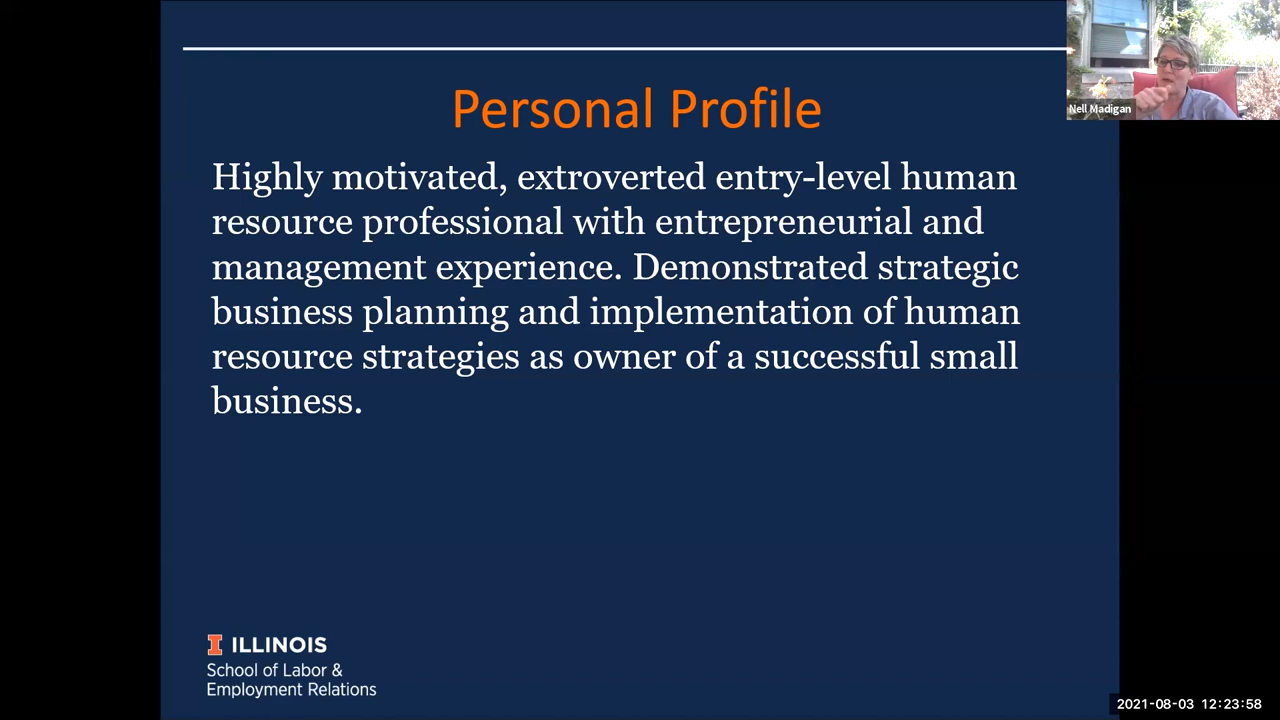 Personal Profile
Nell Madigan
Highly motivated, extroverted entry-level human
resource professional with entrepreneurial and
management experience. Demonstrated strategic
business planning and implementation of human
resource strategies as owner of a successful small
business.
I ILLINOIS
School of Labor &
Employment Relations
2021-08-03 12:23:58